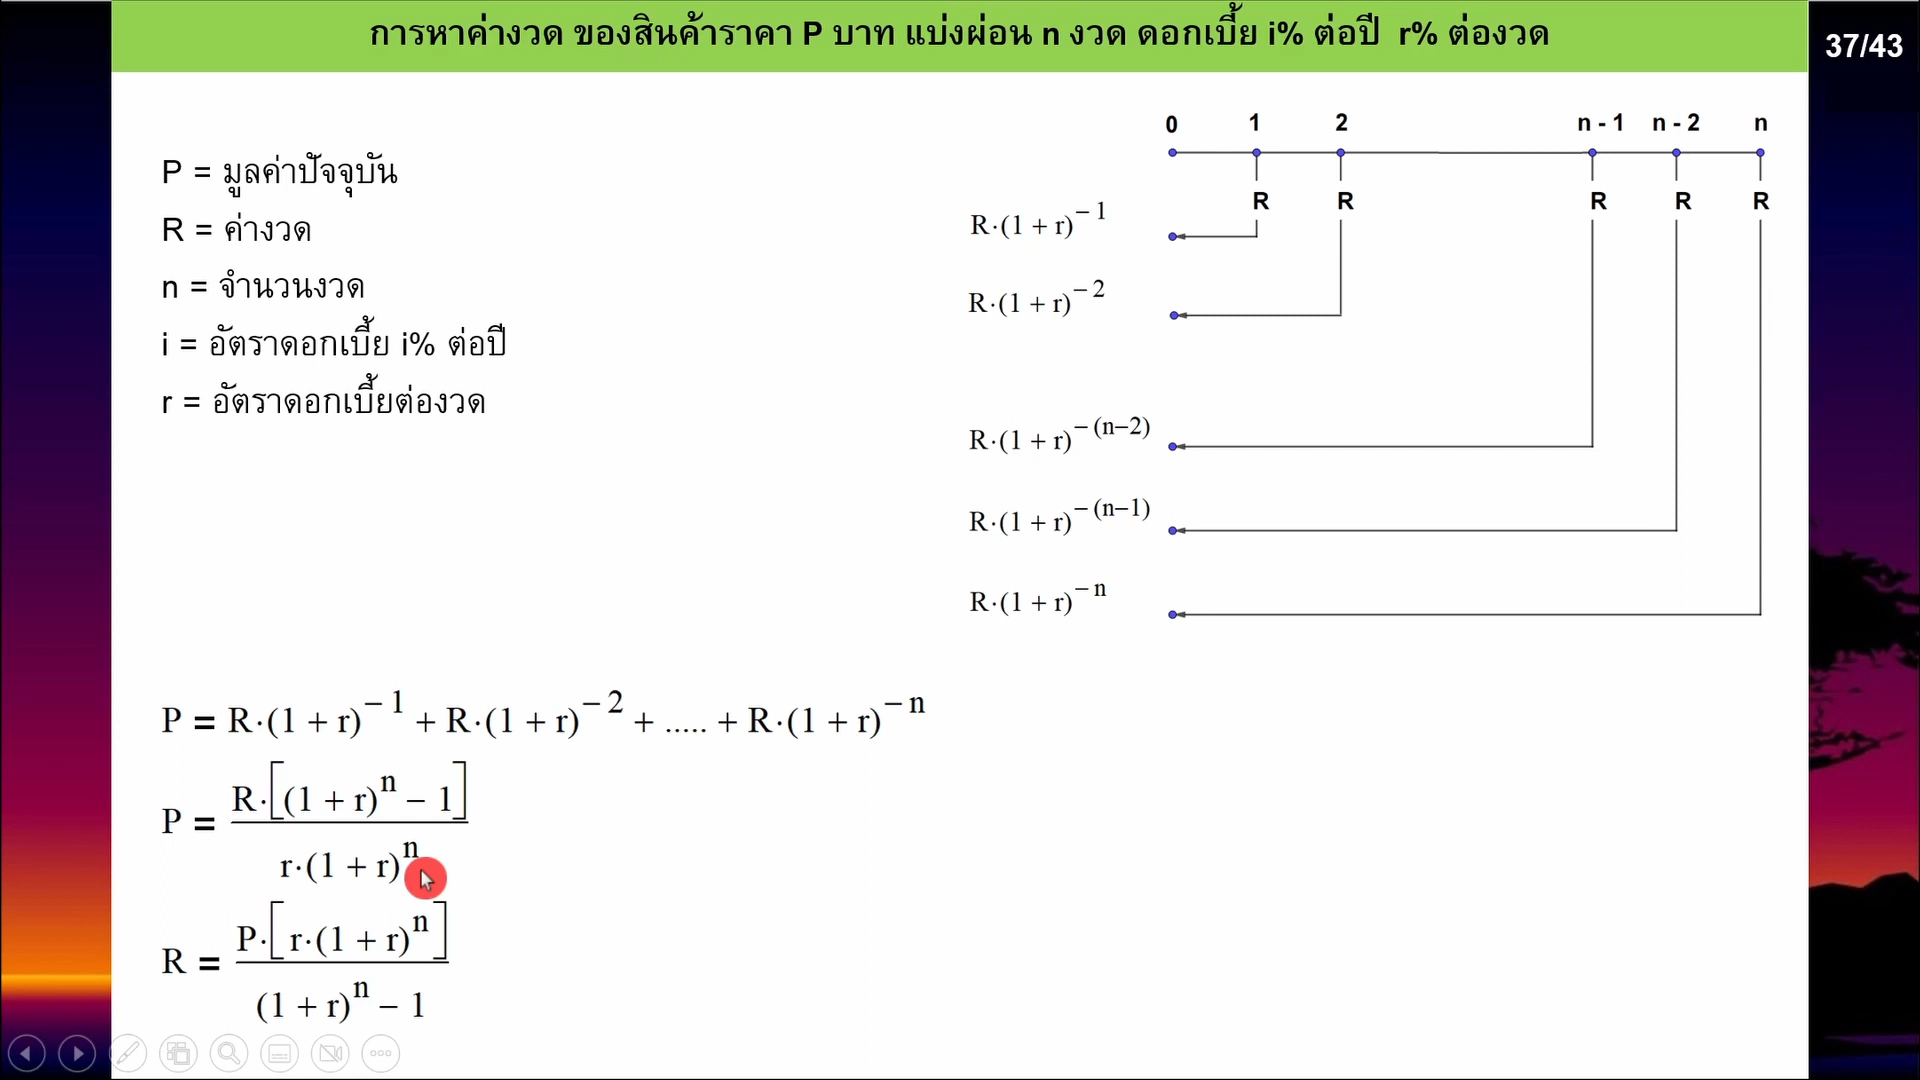 การหาค่างวด ของสินค้าราคา P บาท แบ่งผ่อน n งวด ดอกเบี้ย i% ต่อปี r% ต่องวด
37/43
P = มูลค่าปัจจุบัน
R = ค่างวด
n = จำนวนงวด
i = อัตราดอกเบี้ย i% ต่อปี
r = อัตราดอกเบี้ยต่องวด
0 1 2 n - 1 n - 2 n
R R R R R
R·(1 + r)^{-1}
R·(1 + r)^{-2}
R·(1 + r)^{-(n-2)}
R·(1 + r)^{-(n-1)}
R·(1 + r)^{-n}
P = R·(1 + r)^{-1} + R·(1 + r)^{-2} + ..... + R·(1 + r)^{-n}
P = \frac{R·[(1 + r)^n - 1]}{r·(1 + r)^n}
R = \frac{P·[r·(1 + r)^n]}{(1 + r)^n - 1}